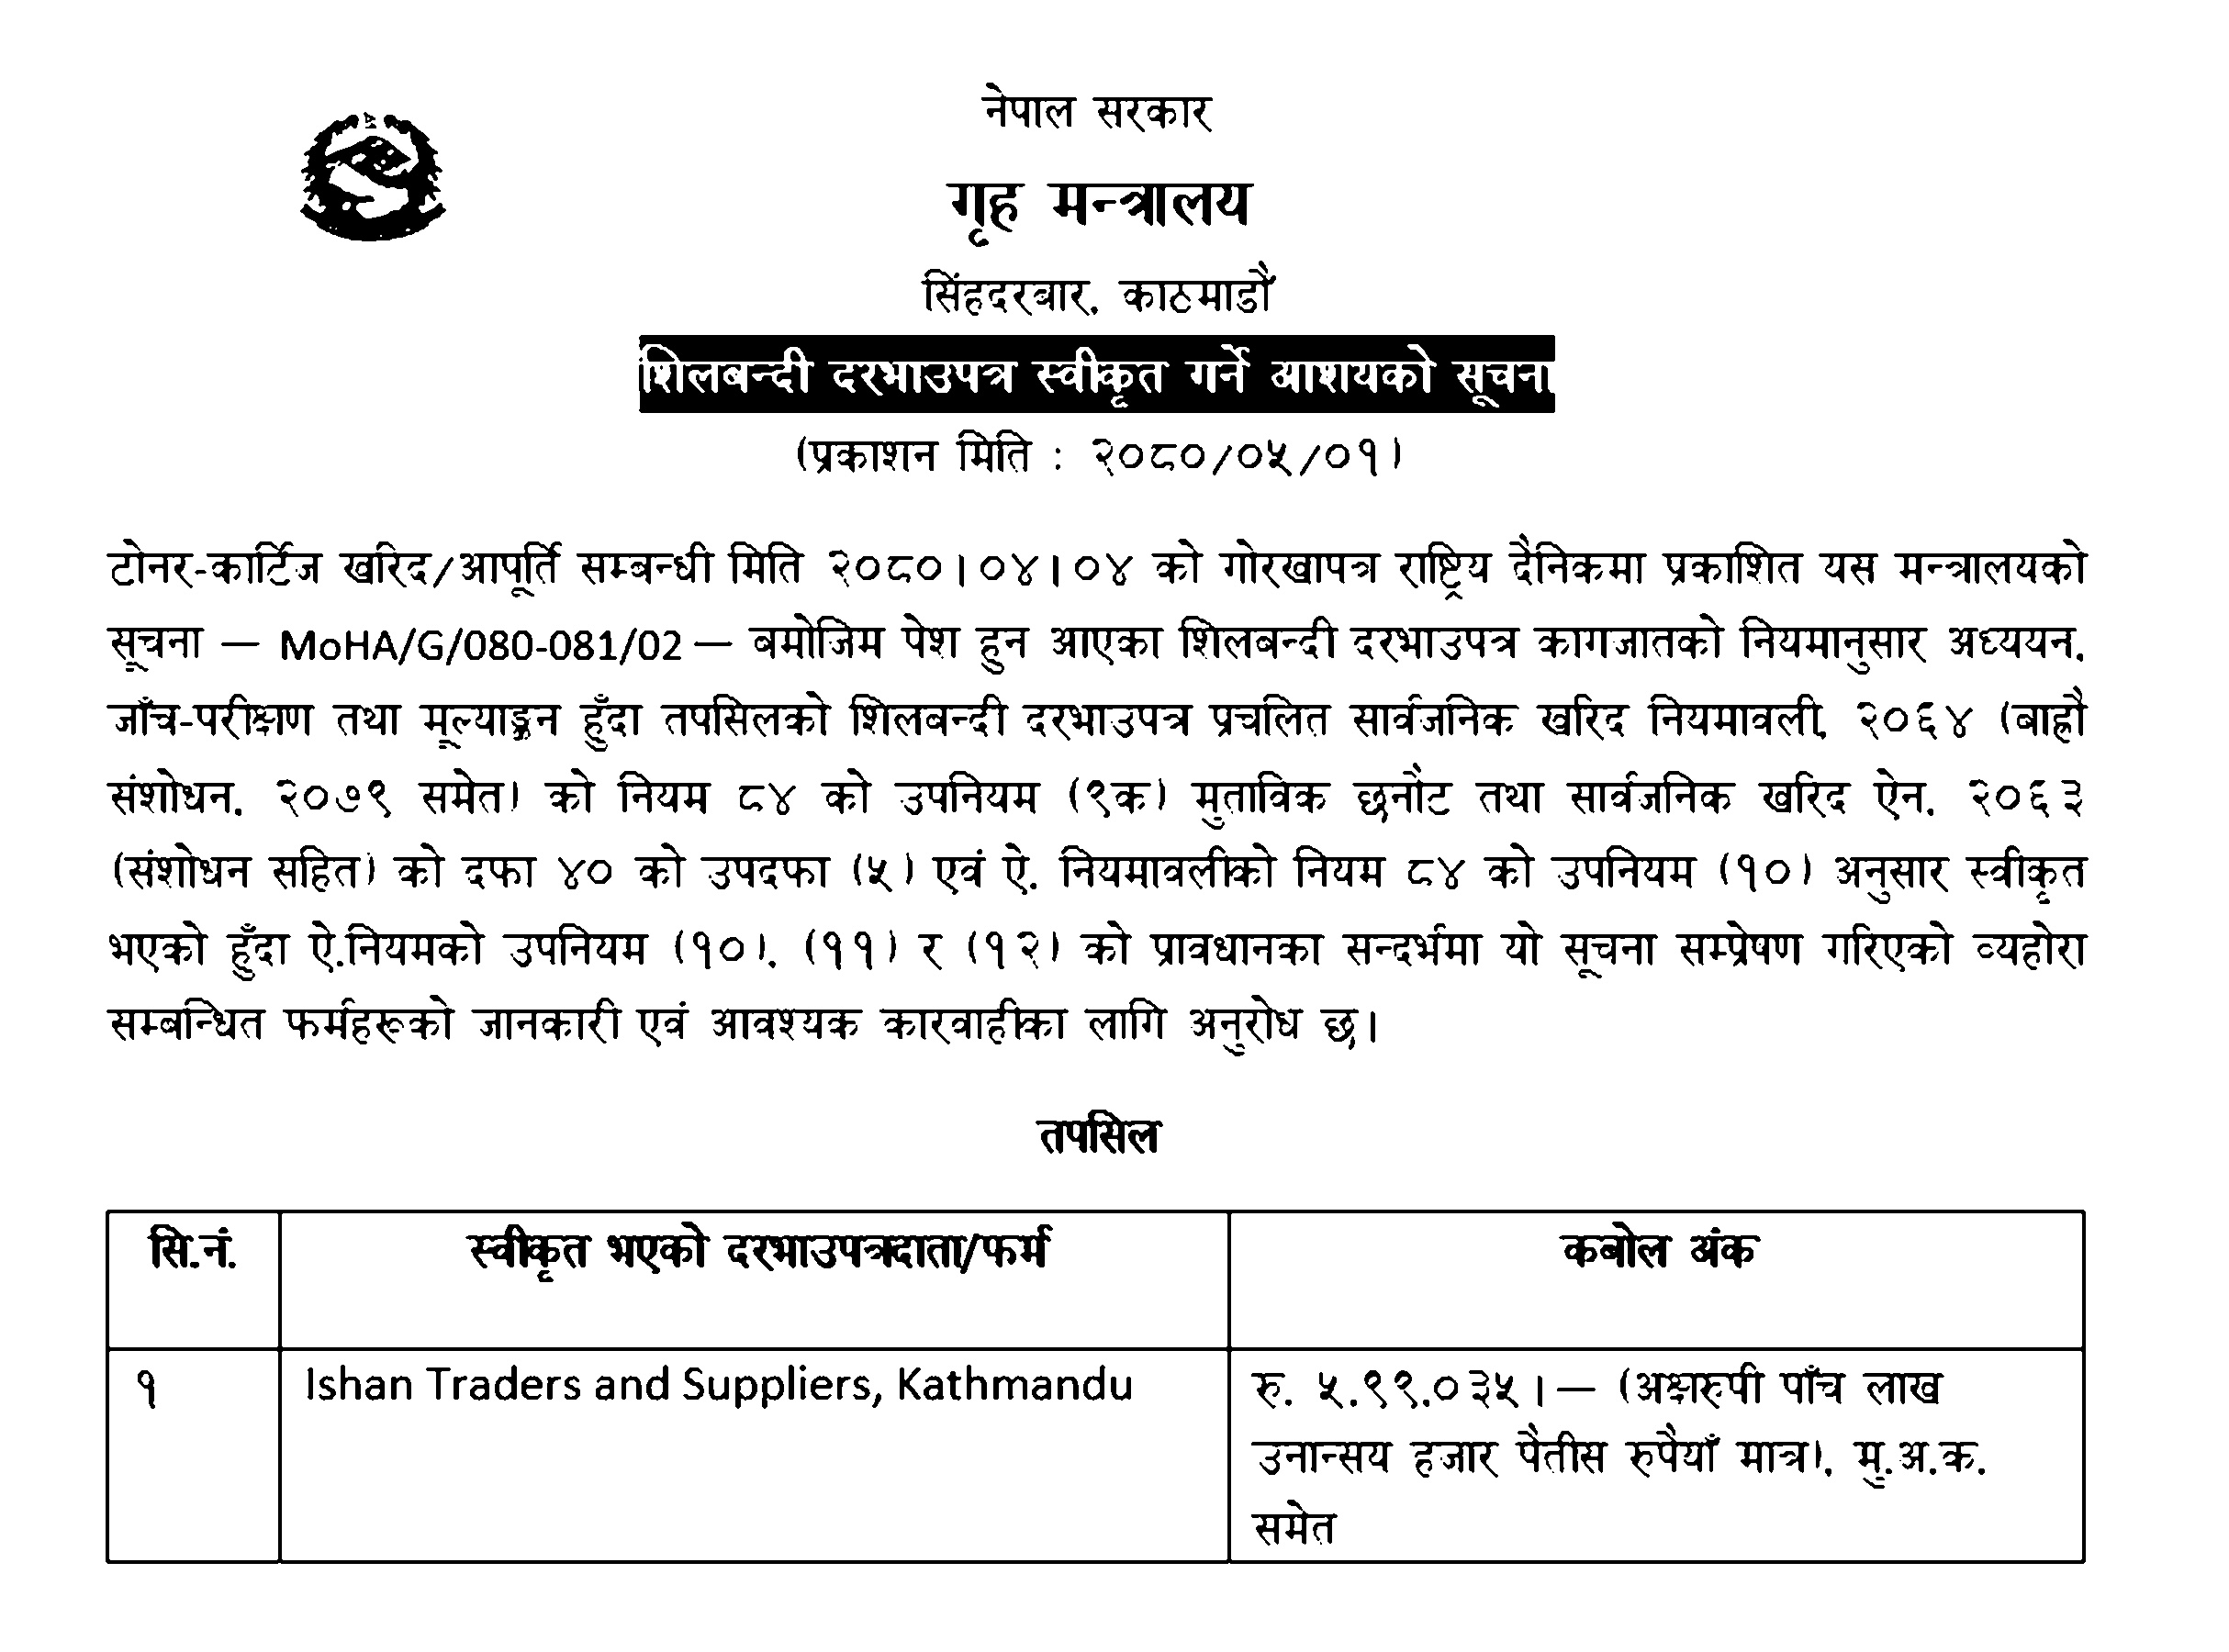 नेपाल सरकार
गृह मन्त्रालय
सिंहदरबार, काठमाडौं
शिलबन्दी दरभाउपत्र स्वीकृत गर्ने आशयको सूचना
(प्रकाशन मिति : २०८०/०५/०१)
टोनर-कार्टिज खरिद/आपूर्ति सम्बन्धी मिति २०८०।०४।०४ को गोरखापत्र राष्ट्रिय दैनिकमा प्रकाशित यस मन्त्रालयको
सूचना — MoHA/G/080-081/02 — बमोजिम पेश हुन आएका शिलबन्दी दरभाउपत्र कागजातको नियमानुसार अध्ययन,
जाँच-परीक्षण तथा मूल्याङ्कन हुँदा तपसिलको शिलबन्दी दरभाउपत्र प्रचलित सार्वजनिक खरिद नियमावली, २०६४ (बाह्रौं
संशोधन, २०७९ समेत) को नियम ८४ को उपनियम (९क) मुताविक छनौट तथा सार्वजनिक खरिद ऐन, २०६३
(संशोधन सहित) को दफा ४० को उपदफा (५) एवं ऐ. नियमावलीको नियम ८४ को उपनियम (१०) अनुसार स्वीकृत
भएको हुँदा ऐ.नियमको उपनियम (१०), (११) र (१२) को प्रावधानका सन्दर्भमा यो सूचना सम्प्रेषण गरिएको व्यहोरा
सम्बन्धित फर्महरूको जानकारी एवं आवश्यक कारवाहीका लागि अनुरोध छ।
तपसिल
सि.नं. स्वीकृत भएको दरभाउपत्रदाता/फर्म कबोल अंक
१ Ishan Traders and Suppliers, Kathmandu रु. ५,९९,०३५।— (अक्षरुपी पाँच लाख
उनान्सय हजार पैतीस रुपैयाँ मात्र), मु.अ.क.
समेत